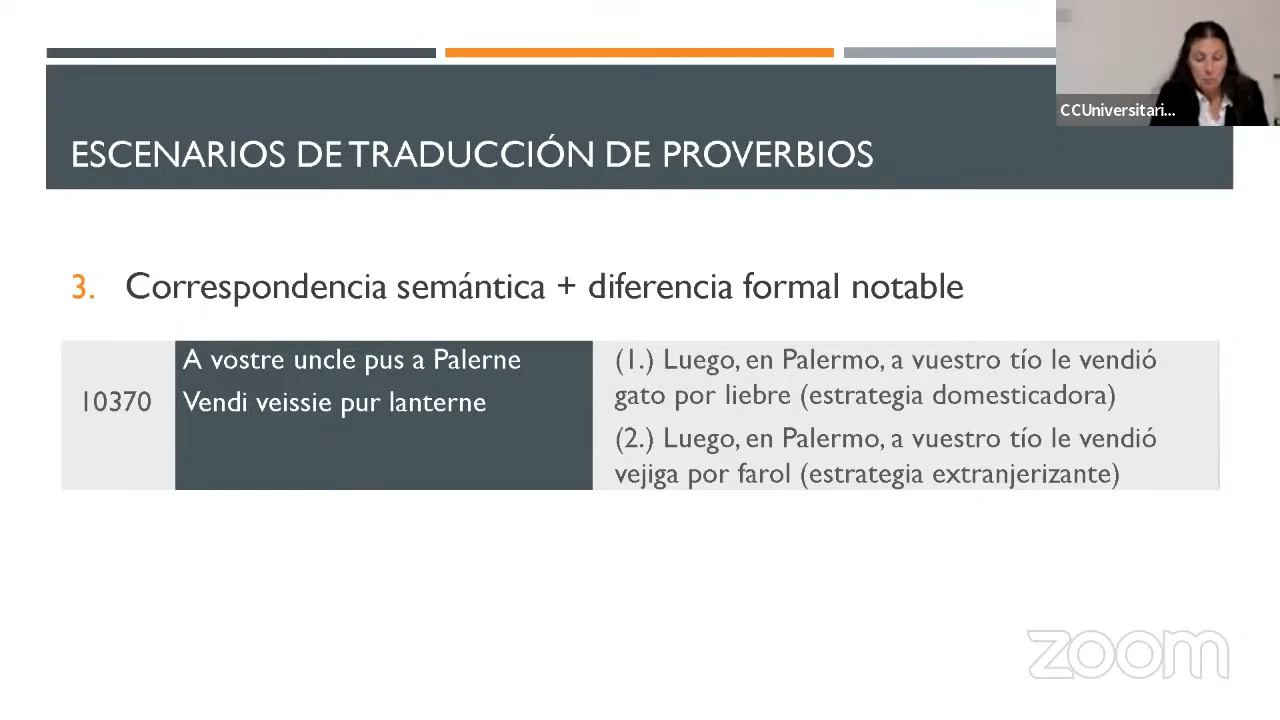 CCUniversitari...
ESCENARIOS DE TRADUCCIÓN DE PROVERBIOS
3. Correspondencia semántica + diferencia formal notable
10370
A vostre uncle pus a Palerne
Vendi veissie pur lanterne
(1.) Luego, en Palermo, a vuestro tío le vendió
gato por liebre (estrategia domesticadora)
(2.) Luego, en Palermo, a vuestro tío le vendió
vejiga por farol (estrategia extranjerizante)
zoom